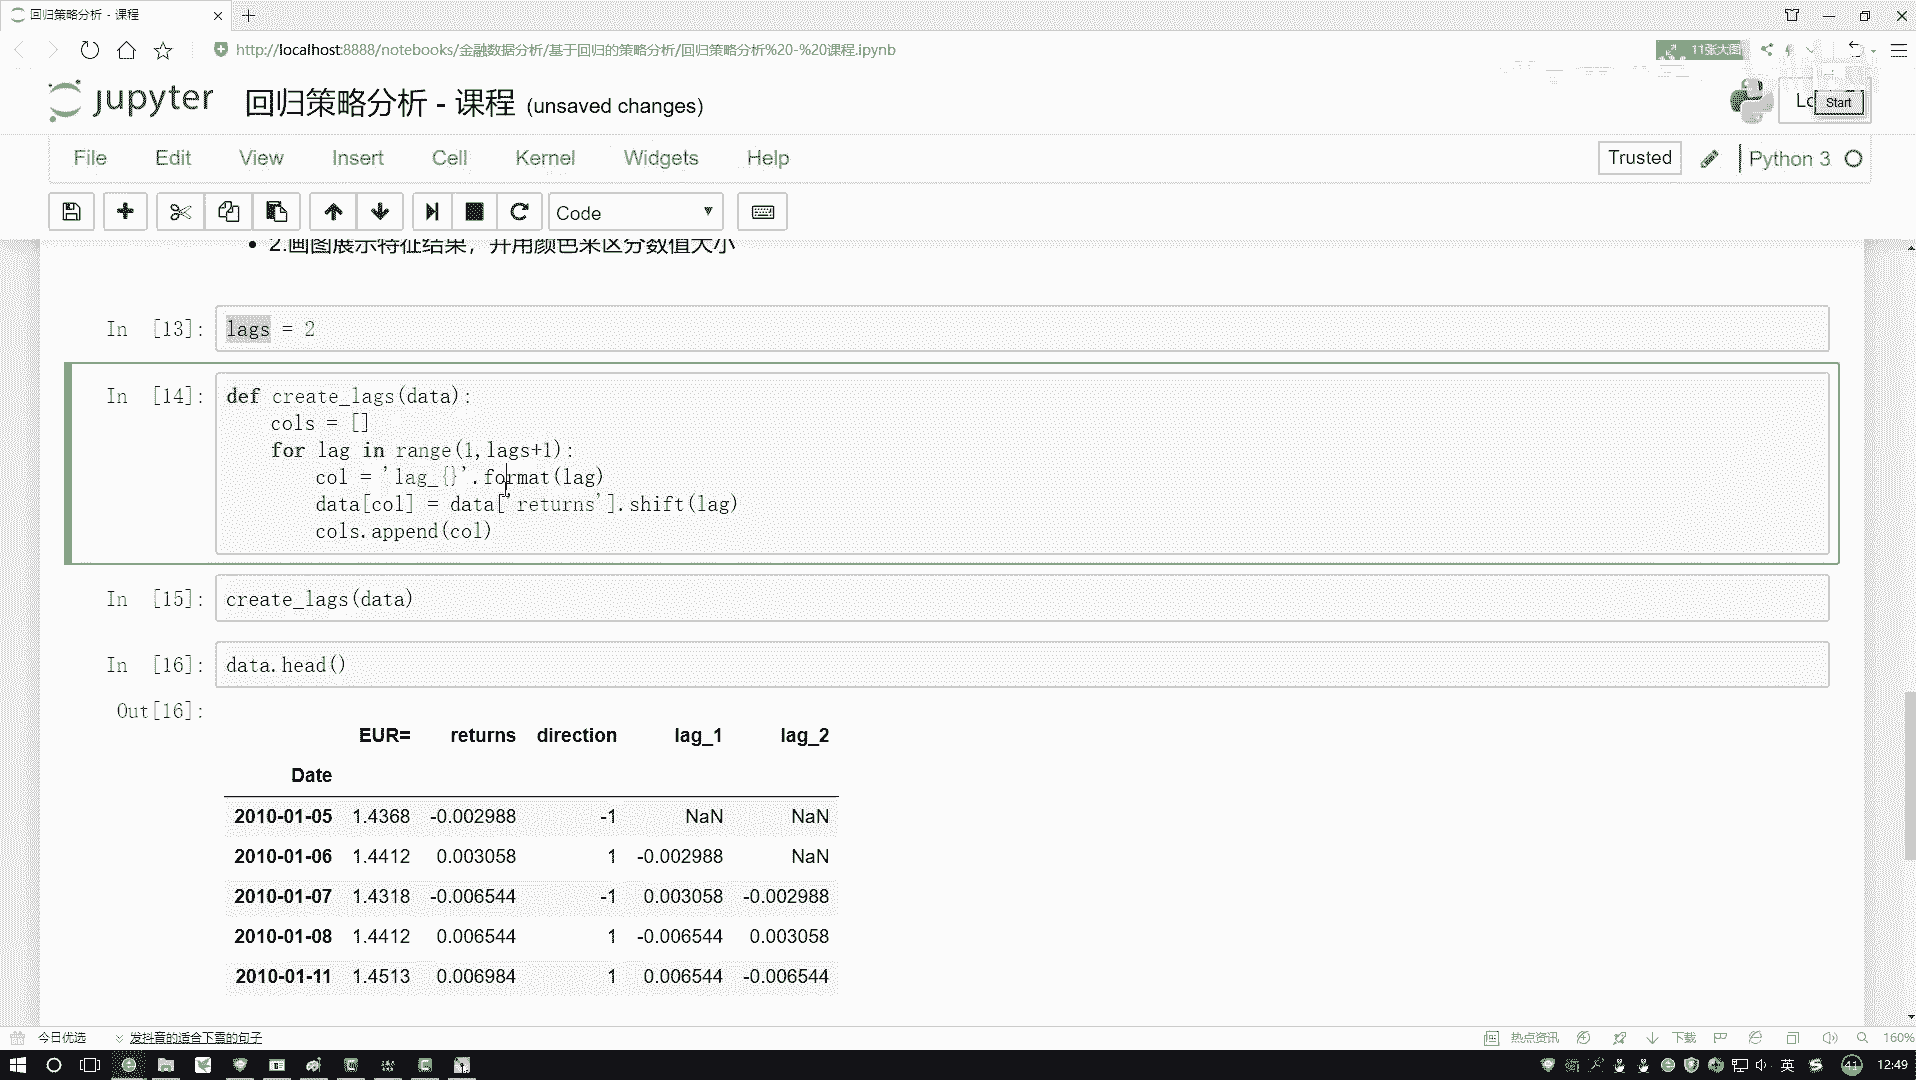 回归策略分析 - 课程
http://localhost:8888/notebooks/金融数据分析/基于回归的策略分析/回归策略分析%20-%20课程.ipynb
11张大图
jupyter 回归策略分析 - 课程 (unsaved changes)
Start
File Edit View Insert Cell Kernel Widgets Help
Trusted Python 3
Code
2.画图展示特征结果，并用颜色来区分数值大小
In [13]: lags = 2
In [14]: def create_lags(data):
cols = []
for lag in range(1,lags+1):
col = 'lag_{}'.format(lag)
data[col] = data['returns'].shift(lag)
cols.append(col)
In [15]: create_lags(data)
In [16]: data.head()
Out[16]:
EUR= returns direction lag_1 lag_2
Date
2010-01-05 1.4368 -0.002988 -1 NaN NaN
2010-01-06 1.4412 0.003058 1 -0.002988 NaN
2010-01-07 1.4318 -0.006544 -1 0.003058 -0.002988
2010-01-08 1.4412 0.006544 1 -0.006544 0.003058
2010-01-11 1.4513 0.006984 1 0.006544 -0.006544
今日优选 发抖音的适合下雪的句子 热点资讯 下载 160%
英 41 12:49